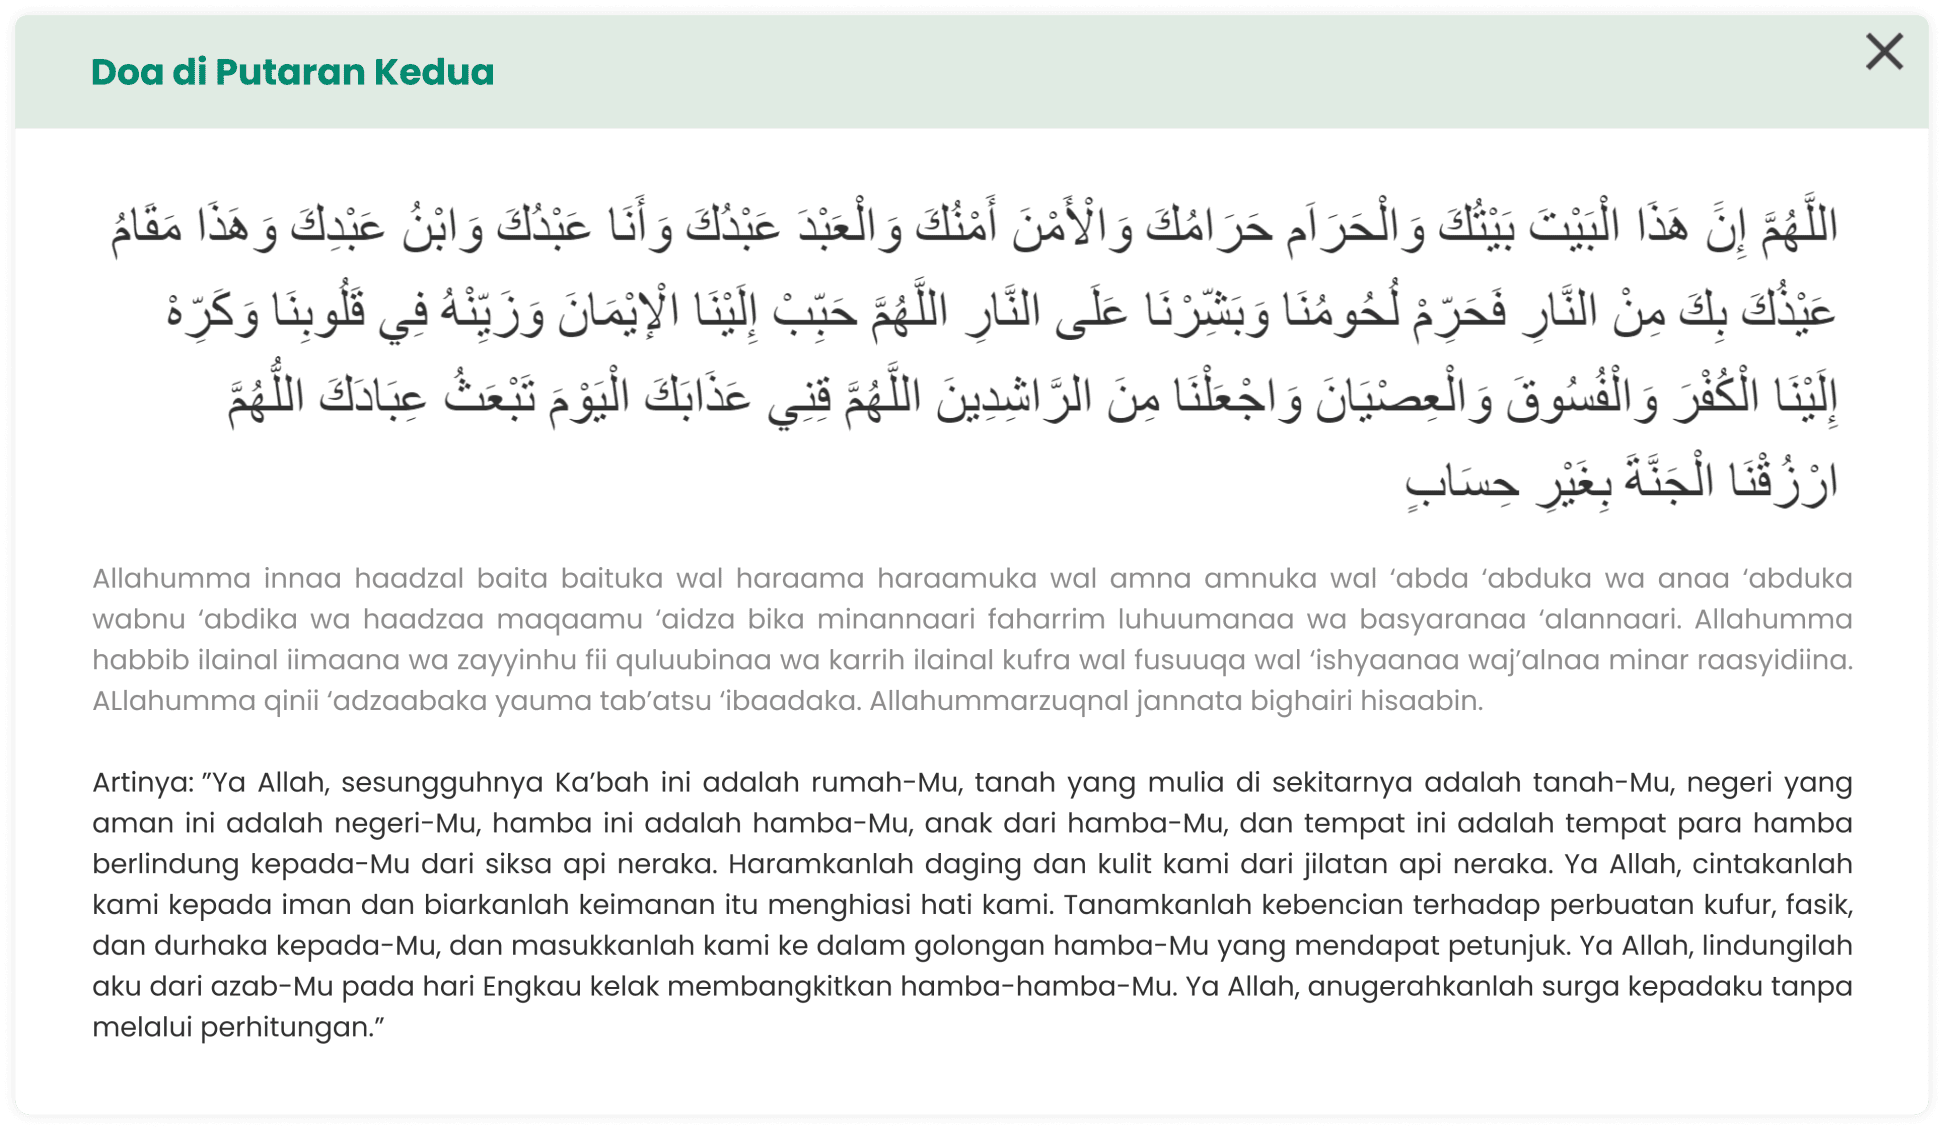 Doa di Putaran Kedua
اللَّهُمَّ إِنَّ هَذَا الْبَيْتَ بَيْتُكَ وَالْحَرَاَم حَرَامُكَ وَالْأَمْنَ أَمْنُكَ وَالْعَبْدَ عَبْدُكَ وَأَنَا عَبْدُكَ وَابْنُ عَبْدِكَ وَهَذَا مَقَامُ
عَيْذُكَ بِكَ مِنْ النَّارِ فَحَرِّمْ لُحُومُنَا وَبَشِّرْنَا عَلَى النَّارِ اللَّهُمَّ حَبِّبْ إِلَيْنَا الْإِيْمَانَ وَزَيِّنْهُ فِي قَلُوبِنَا وَكَرِّهْ
إِلَيْنَا الْكُفْرَ وَالْفُسُوقَ وَالْعِصْيَانَ وَاجْعَلْنَا مِنَ الرَّاشِدِينَ اللَّهُمَّ قِنِي عَذَابَكَ الْيَوْمَ تَبْعَثُ عِبَادَكَ اللُّهُمَّ
ارْزُقْنَا الْجَنَّةَ بِغَيْرِ حِسَابٍ
Allahumma innaa haadzal baita baituka wal haraama haraamuka wal amna amnuka wal ‘abda ‘abduka wa anaa ‘abduka
wabnu ‘abdika wa haadzaa maqaamu ‘aidza bika minannaari faharrim luhuumanaa wa basyaranaa ‘alannaari. Allahumma
habbib ilainal iimaana wa zayyinhu fii quluubinaa wa karrih ilainal kufra wal fusuuqa wal ‘ishyaanaa waj’alnaa minar raasyidiina.
ALlahumma qinii ‘adzaabaka yauma tab’atsu ‘ibaadaka. Allahummarzuqnal jannata bighairi hisaabin.
Artinya: ”Ya Allah, sesungguhnya Ka’bah ini adalah rumah-Mu, tanah yang mulia di sekitarnya adalah tanah-Mu, negeri yang
aman ini adalah negeri-Mu, hamba ini adalah hamba-Mu, anak dari hamba-Mu, dan tempat ini adalah tempat para hamba
berlindung kepada-Mu dari siksa api neraka. Haramkanlah daging dan kulit kami dari jilatan api neraka. Ya Allah, cintakanlah
kami kepada iman dan biarkanlah keimanan itu menghiasi hati kami. Tanamkanlah kebencian terhadap perbuatan kufur, fasik,
dan durhaka kepada-Mu, dan masukkanlah kami ke dalam golongan hamba-Mu yang mendapat petunjuk. Ya Allah, lindungilah
aku dari azab-Mu pada hari Engkau kelak membangkitkan hamba-hamba-Mu. Ya Allah, anugerahkanlah surga kepadaku tanpa
melalui perhitungan.”